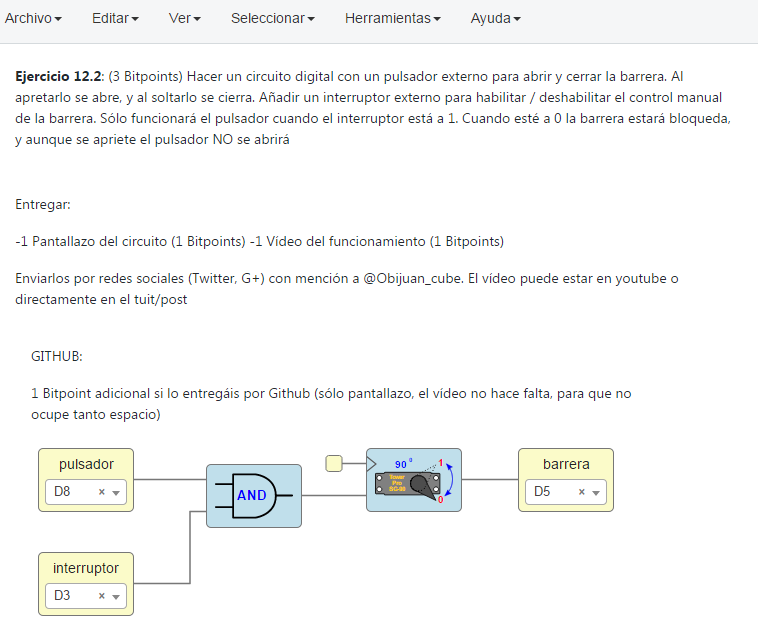 Archivo Editar Ver Seleccionar Herramientas Ayuda
Ejercicio 12.2: (3 Bitpoints) Hacer un circuito digital con un pulsador externo para abrir y cerrar la barrera. Al
apretarlo se abre, y al soltarlo se cierra. Añadir un interruptor externo para habilitar / deshabilitar el control manual
de la barrera. Sólo funcionará el pulsador cuando el interruptor está a 1. Cuando esté a 0 la barrera estará bloqueda,
y aunque se apriete el pulsador NO se abrirá
Entregar:
-1 Pantallazo del circuito (1 Bitpoints) -1 Vídeo del funcionamiento (1 Bitpoints)
Enviarlos por redes sociales (Twitter, G+) con mención a @Obijuan_cube. El vídeo puede estar en youtube o
directamente en el tuit/post
GITHUB:
1 Bitpoint adicional si lo entregáis por Github (sólo pantallazo, el vídeo no hace falta, para que no
ocupe tanto espacio)
pulsador
D8 ×
AND
90 º
1
Tower
Pro
SG-90
0
barrera
D5 ×
interruptor
D3 ×